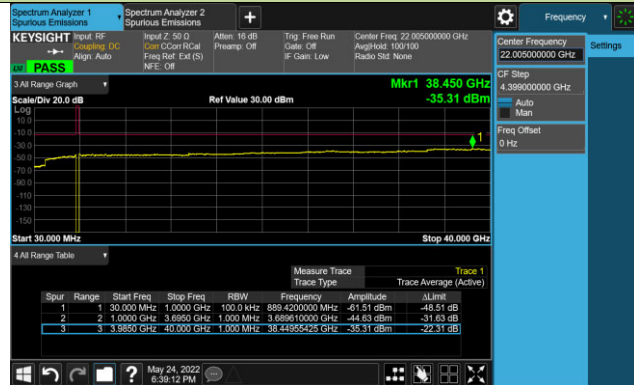 Spectrum Analyzer 1
Spurious Emissions
Spectrum Analyzer 2
Spurious Emissions
+
Frequency
KEYSIGHT
Input: RF
Coupling: DC
Align: Auto
Input Z: 50 Ω
Corr CCorr RCal
Freq Ref: Ext (S)
NFE: Off
Atten: 16 dB
Preamp: Off
Trig: Free Run
Gate: Off
IF Gain: Low
Center Freq: 22.005000000 GHz
Avg|Hold: 100/100
Radio Std: None
PASS
Center Frequency
22.005000000 GHz
Settings
CF Step
4.399000000 GHz
Auto
Man
Freq Offset
0 Hz
3 All Range Graph
Mkr1 38.450 GHz
Scale/Div 20.0 dB
Ref Value 30.00 dBm
-35.31 dBm
Log
10.0
-10.0
-30.0
-50.0
-70.0
-90.0
-110
-130
-150
1
Start 30.000 MHz
Stop 40.000 GHz
4 All Range Table
Measure Trace Trace 1
Trace Type Trace Average (Active)
Spur Range Start Freq Stop Freq RBW Frequency Amplitude ΔLimit
1 1 30.000 MHz 1.0000 GHz 100.0 kHz 889.4200000 MHz -61.51 dBm -48.51 dB
2 2 1.0000 GHz 3.6950 GHz 1.000 MHz 3.689610000 GHz -44.63 dBm -31.63 dB
3 3 3.9850 GHz 40.000 GHz 1.000 MHz 38.44955425 GHz -35.31 dBm -22.31 dB
?
May 24, 2022
6:39:12 PM